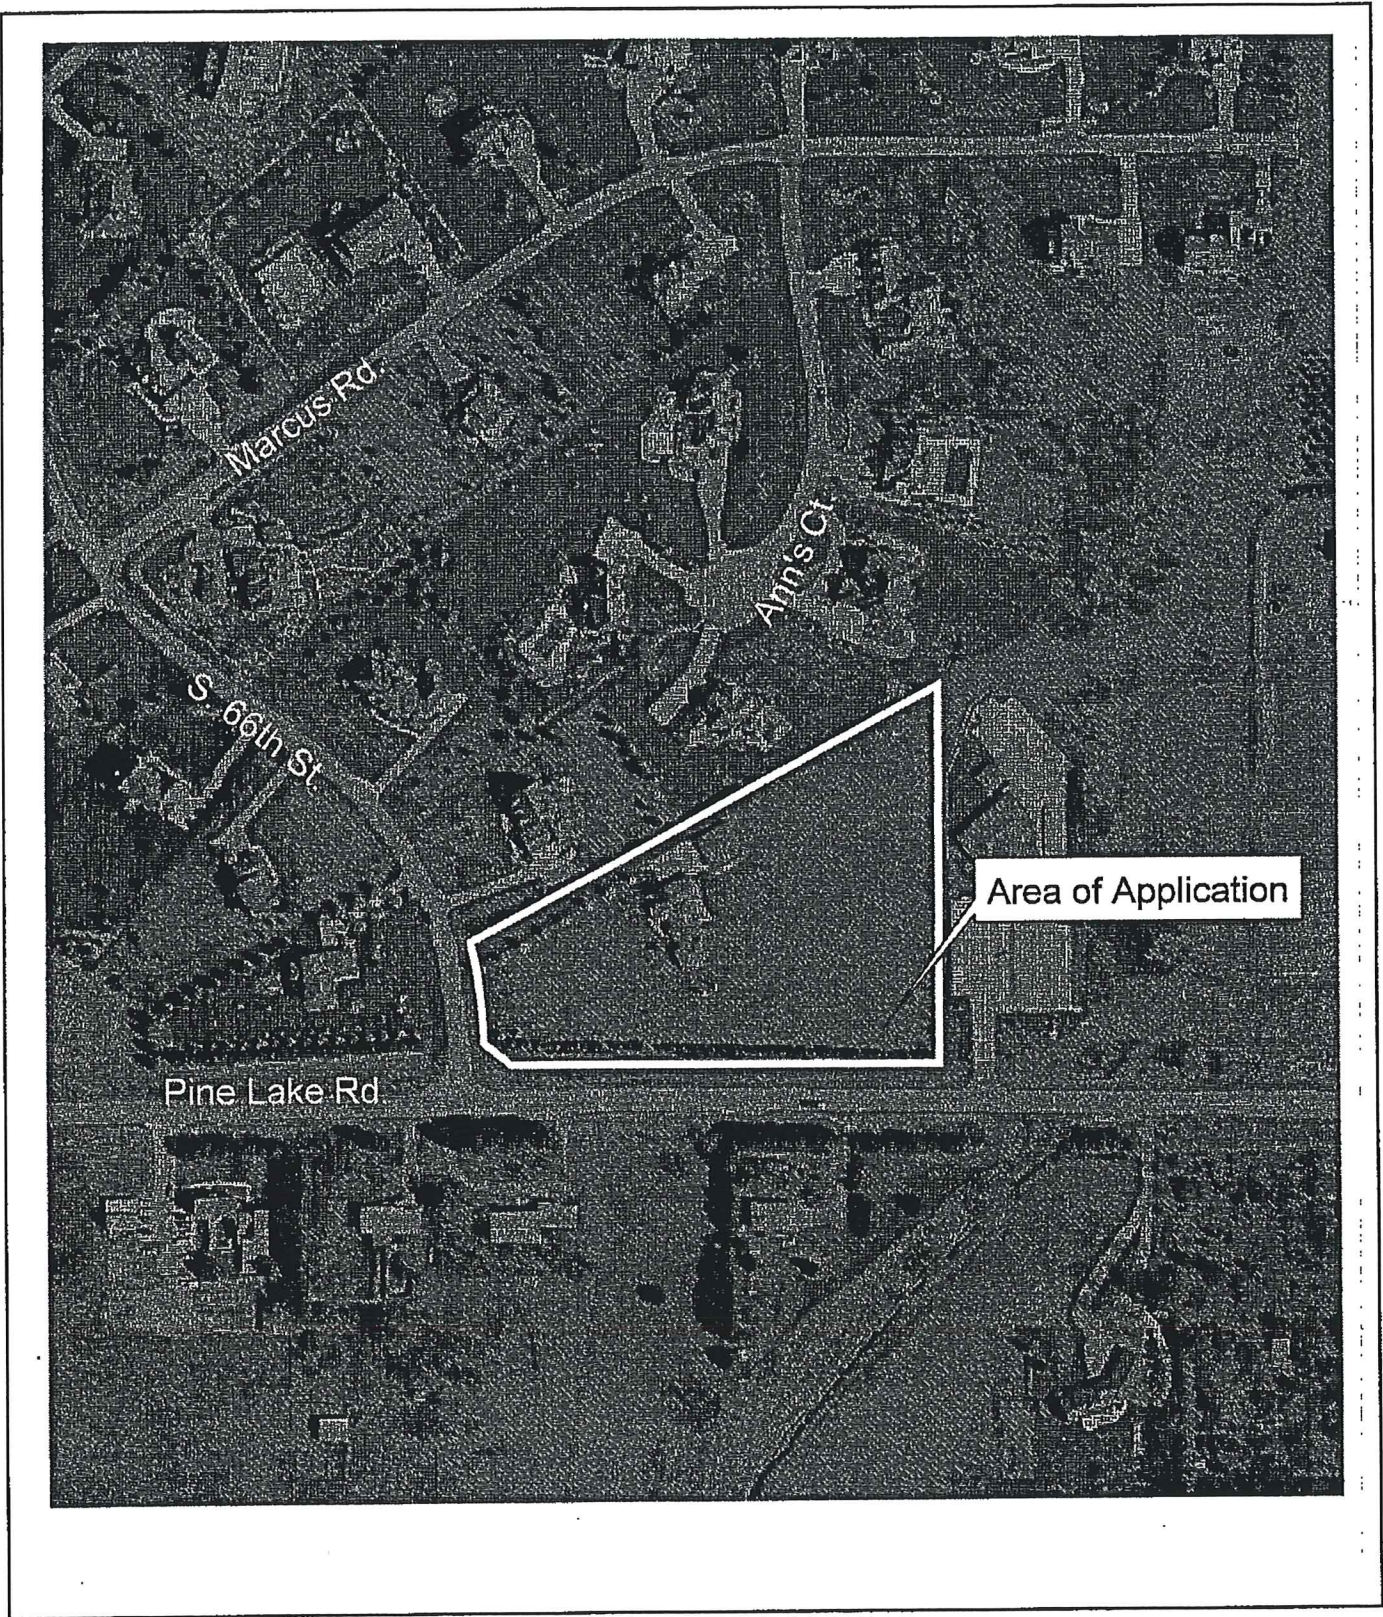 Marcus Rd.
Ann's Ct.
S. 66th St.
Area of Application
Pine Lake Rd